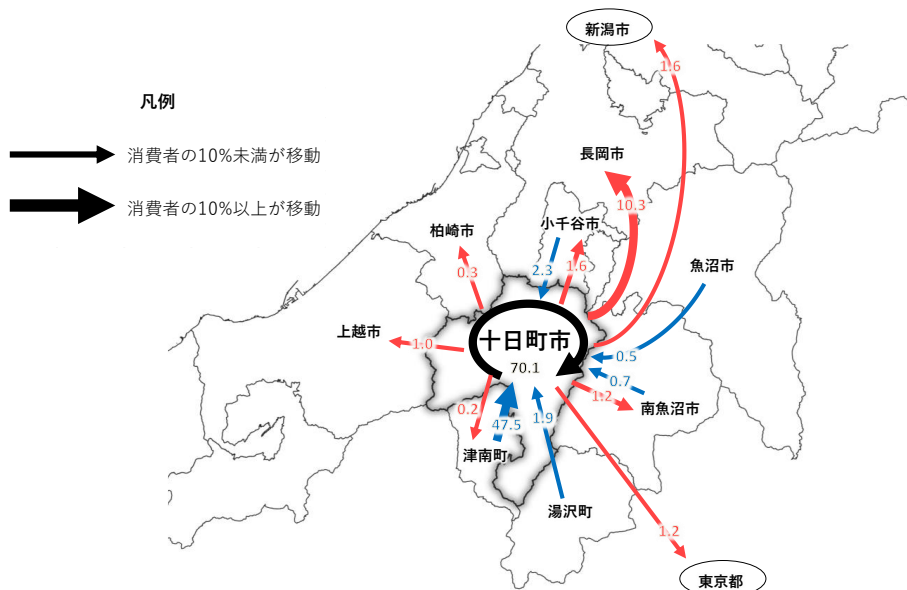 新潟市
1.6
凡例
消費者の10%未満が移動
長岡市
消費者の10%以上が移動
10.3
小千谷市
柏崎市
魚沼市
2.3
1.6
0.3
上越市
1.0
十日町市
70.1
0.5
0.7
1.2
南魚沼市
0.2
47.5
1.9
津南町
湯沢町
1.2
東京都